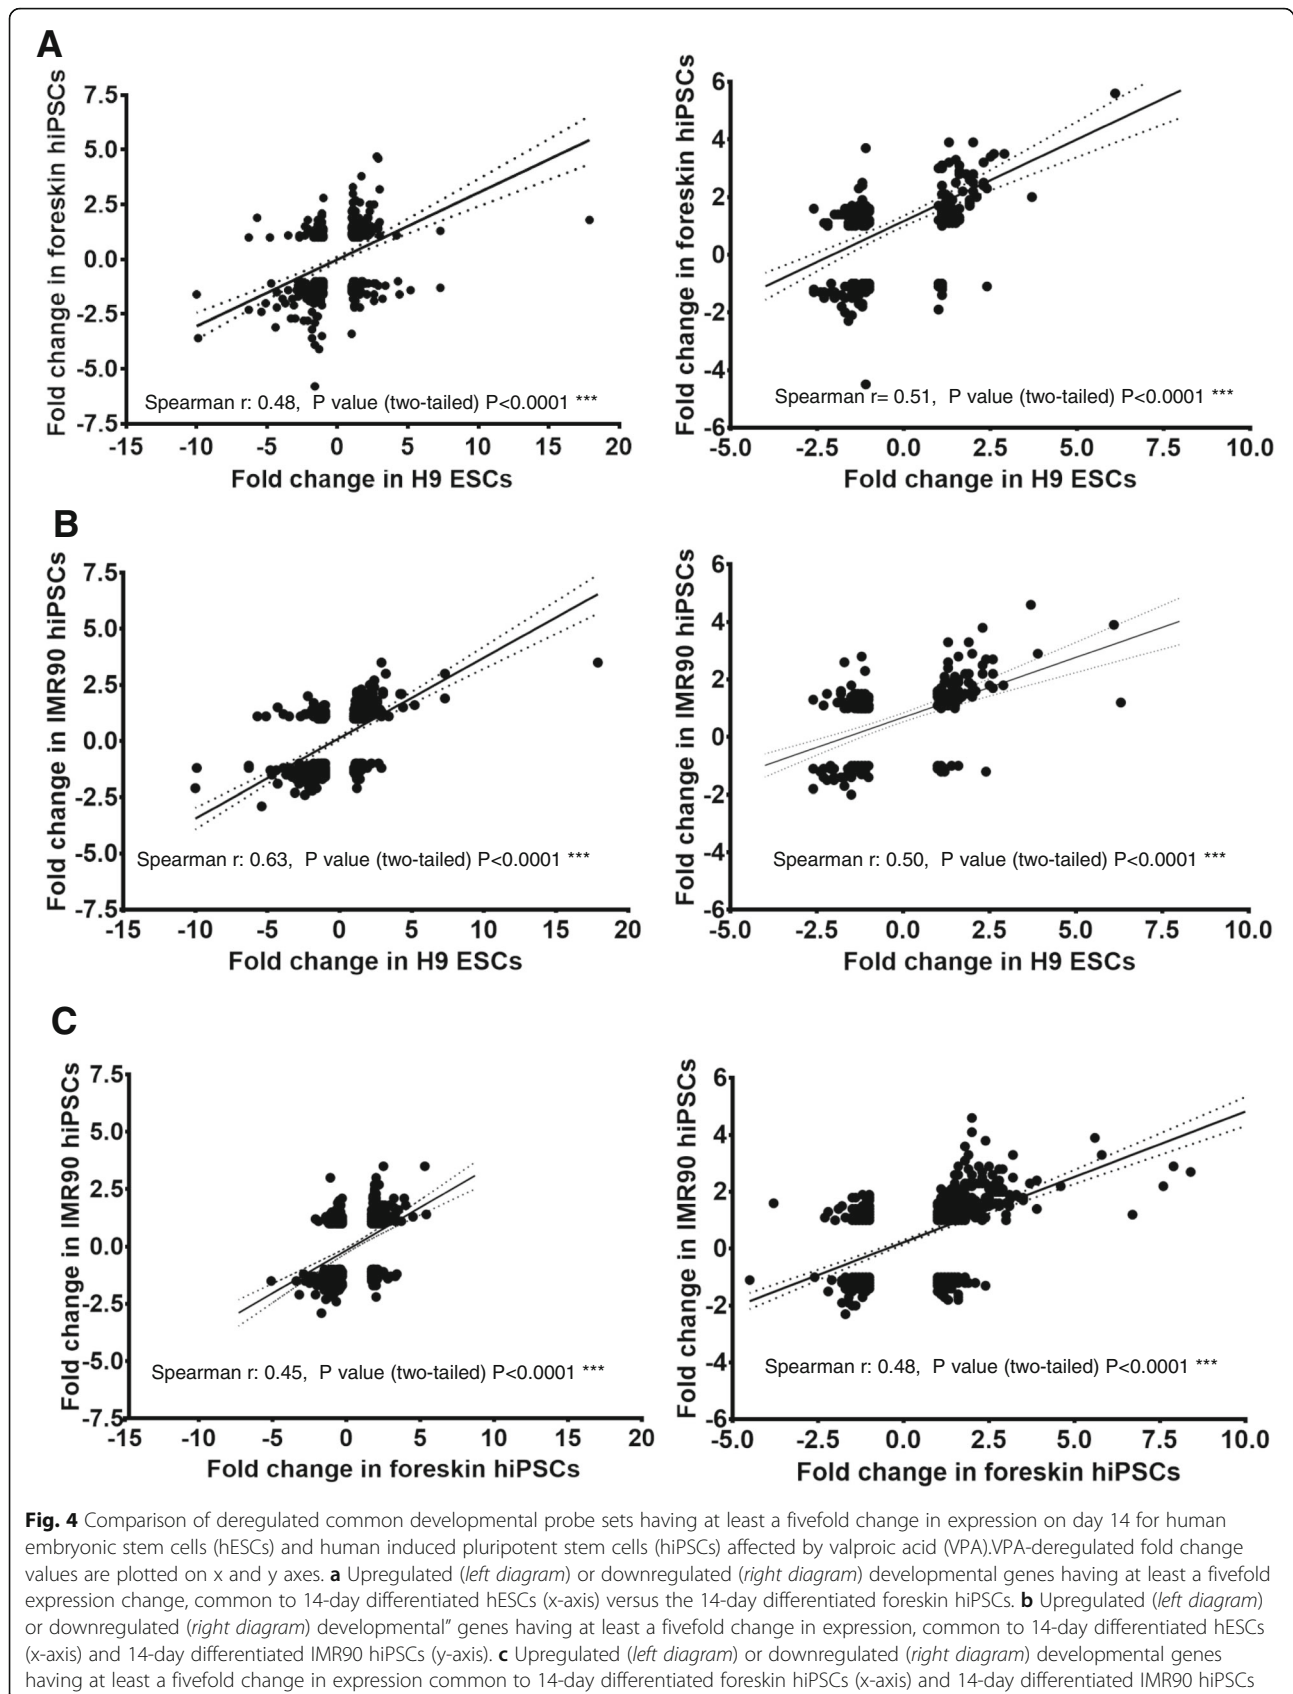 A
Fold change in foreskin hiPSCs
7.5
5.0
2.5
0.0
-2.5
-5.0
-7.5
Spearman r: 0.48, P value (two-tailed) P<0.0001 ***
-15 -10 -5 0 5 10 15 20
Fold change in H9 ESCs
Fold change in foreskin hiPSCs
6
4
2
0
-2
-4
-6
Spearman r= 0.51, P value (two-tailed) P<0.0001 ***
-5.0 -2.5 0.0 2.5 5.0 7.5 10.0
Fold change in H9 ESCs
B
Fold change in IMR90 hiPSCs
7.5
5.0
2.5
0.0
-2.5
-5.0
-7.5
Spearman r: 0.63, P value (two-tailed) P<0.0001 ***
-15 -10 -5 0 5 10 15 20
Fold change in H9 ESCs
Fold change in IMR90 hiPSCs
6
4
2
0
-2
-4
-6
Spearman r: 0.50, P value (two-tailed) P<0.0001 ***
-5.0 -2.5 0.0 2.5 5.0 7.5 10.0
Fold change in H9 ESCs
C
Fold change in IMR90 hiPSCs
7.5
5.0
2.5
0.0
-2.5
-5.0
-7.5
Spearman r: 0.45, P value (two-tailed) P<0.0001 ***
-15 -10 -5 0 5 10 15 20
Fold change in foreskin hiPSCs
Fold change in IMR90 hiPSCs
6
4
2
0
-2
-4
-6
Spearman r: 0.48, P value (two-tailed) P<0.0001 ***
-5.0 -2.5 0.0 2.5 5.0 7.5 10.0
Fold change in foreskin hiPSCs
Fig. 4 Comparison of deregulated common developmental probe sets having at least a fivefold change in expression on day 14 for human
embryonic stem cells (hESCs) and human induced pluripotent stem cells (hiPSCs) affected by valproic acid (VPA).VPA-deregulated fold change
values are plotted on x and y axes. a Upregulated (left diagram) or downregulated (right diagram) developmental genes having at least a fivefold
expression change, common to 14-day differentiated hESCs (x-axis) versus the 14-day differentiated foreskin hiPSCs. b Upregulated (left diagram)
or downregulated (right diagram) developmental” genes having at least a fivefold change in expression, common to 14-day differentiated hESCs
(x-axis) and 14-day differentiated IMR90 hiPSCs (y-axis). c Upregulated (left diagram) or downregulated (right diagram) developmental genes
having at least a fivefold change in expression common to 14-day differentiated foreskin hiPSCs (x-axis) and 14-day differentiated IMR90 hiPSCs